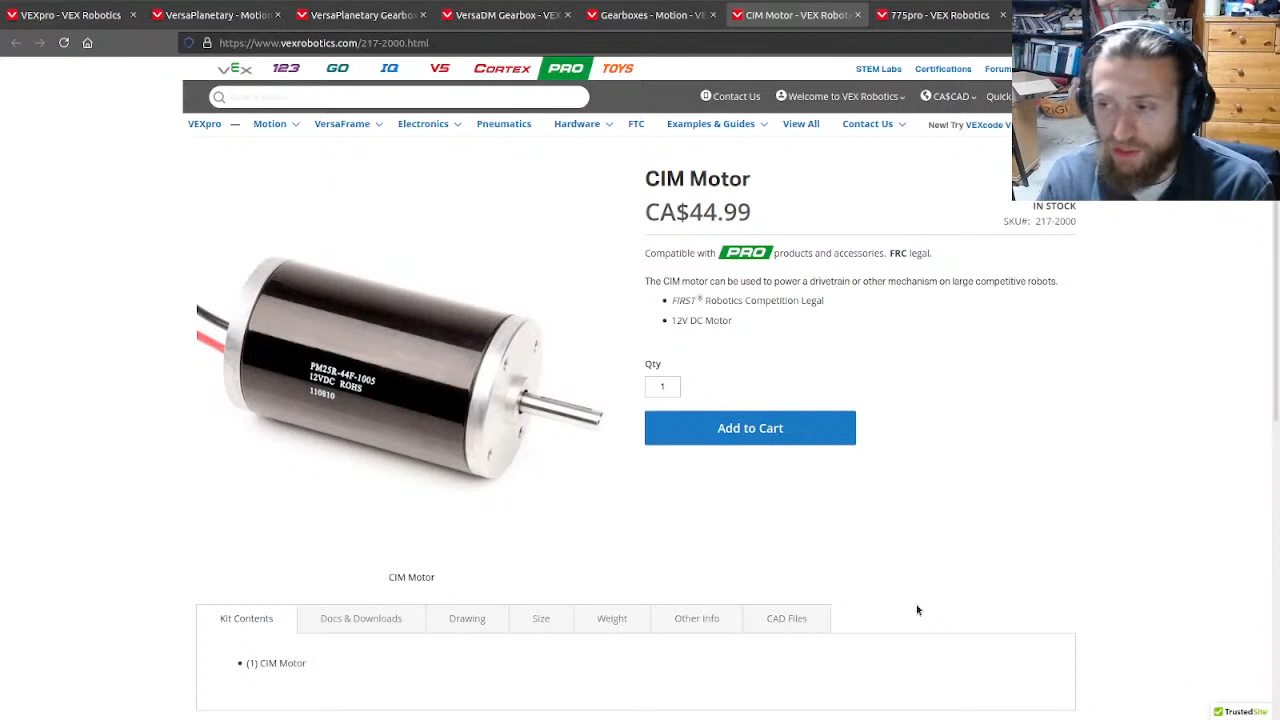 VEXpro - VEX Robotics
VersaPlanetary - Motion
VersaPlanetary Gearbox
VersaDM Gearbox - VEX
Gearboxes - Motion - VE
CIM Motor - VEX Robotics
775pro - VEX Robotics
https://www.vexrobotics.com/217-2000.html
VEX 123 GO IQ V5 CORTEX PRO TOYS
STEM Labs Certifications Forum
Contact Us Welcome to VEX Robotics CA$CAD Quick
VEXpro — Motion VersaFrame Electronics Pneumatics Hardware FTC Examples & Guides View All Contact Us New! Try VEXcode V
CIM Motor
CA$44.99
IN STOCK
SKU#: 217-2000
Compatible with PRO products and accessories. FRC legal.
The CIM motor can be used to power a drivetrain or other mechanism on large competitive robots.
FIRST® Robotics Competition Legal
12V DC Motor
Qty
1
Add to Cart
PM25R-44F-1005
12VDC ROHS
110810
CIM Motor
Kit Contents Docs & Downloads Drawing Size Weight Other Info CAD Files
(1) CIM Motor
TrustedSite